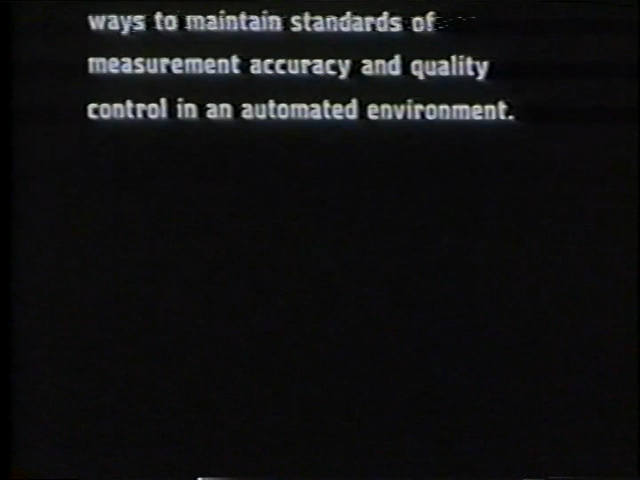 ways to maintain standards of
measurement accuracy and quality
control in an automated environment.